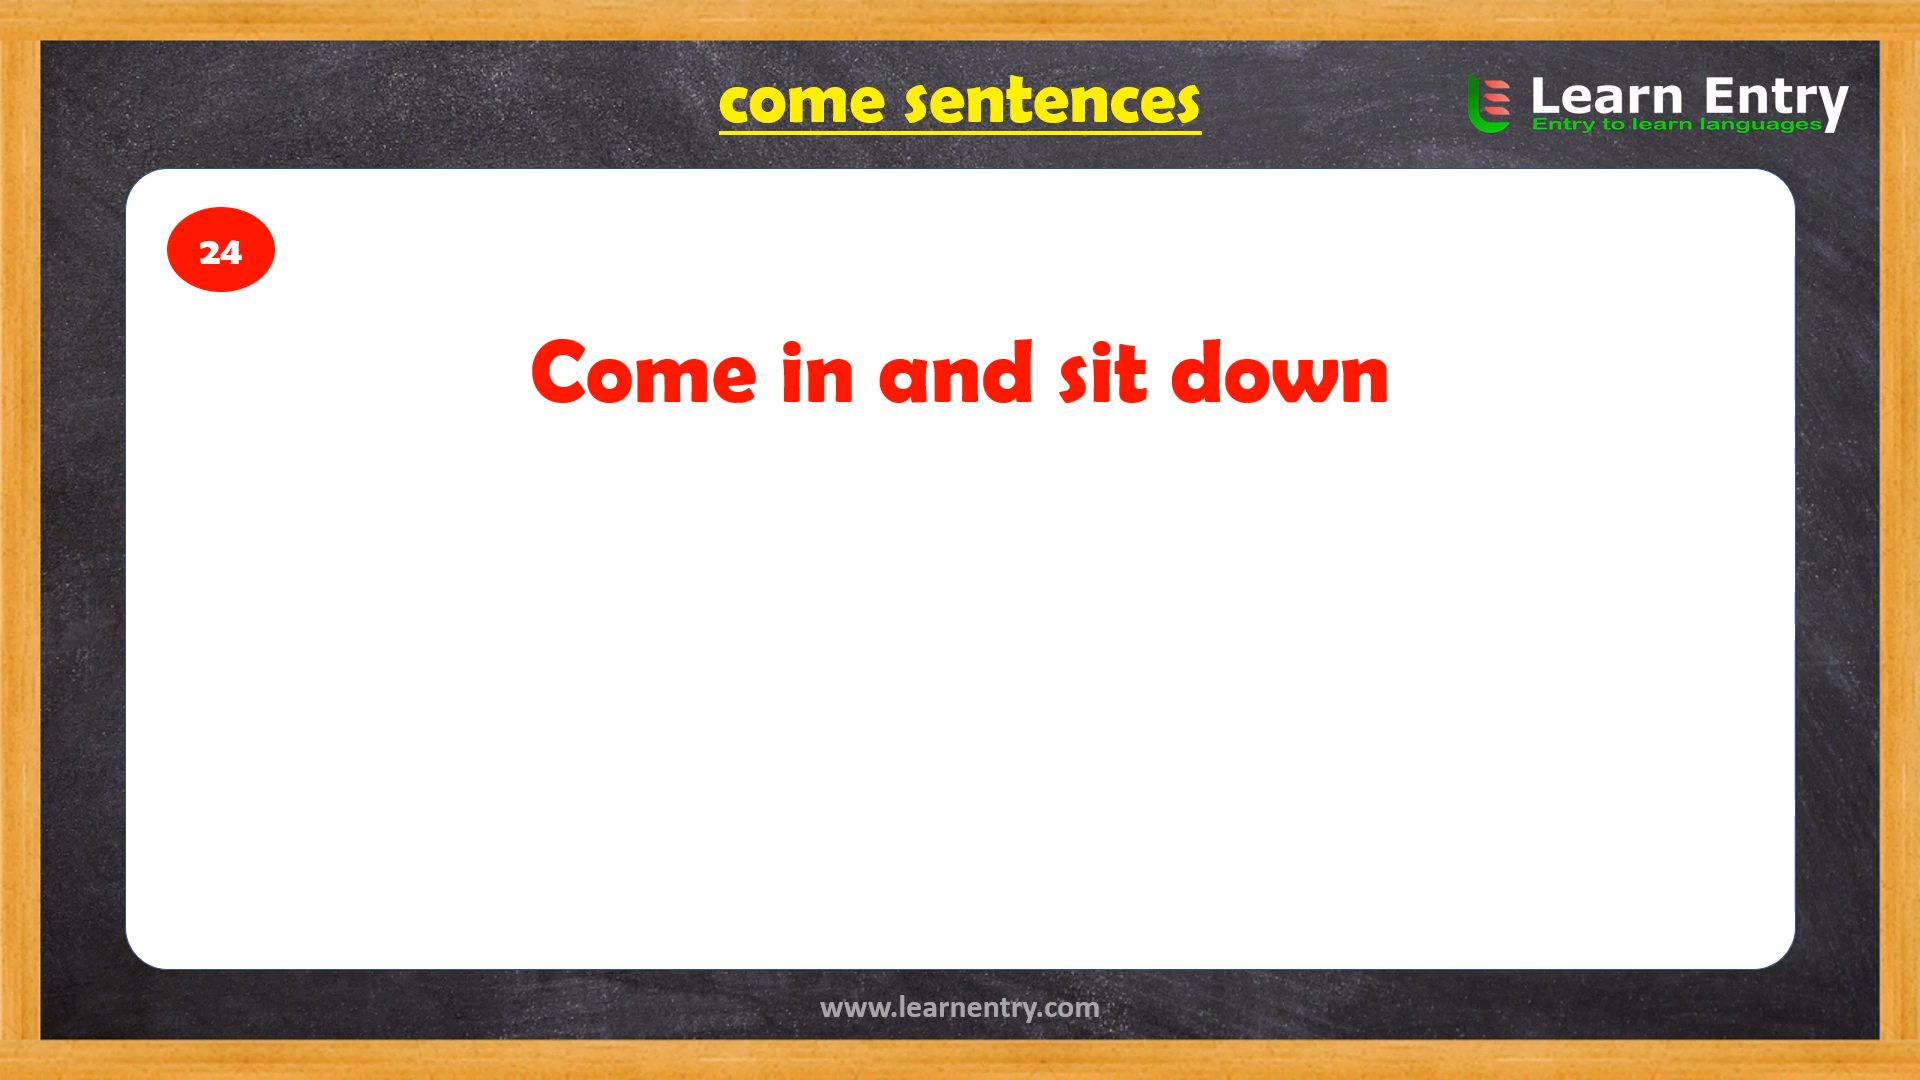 come sentences
Learn Entry
Entry to learn languages
24
Come in and sit down
www.learnentry.com